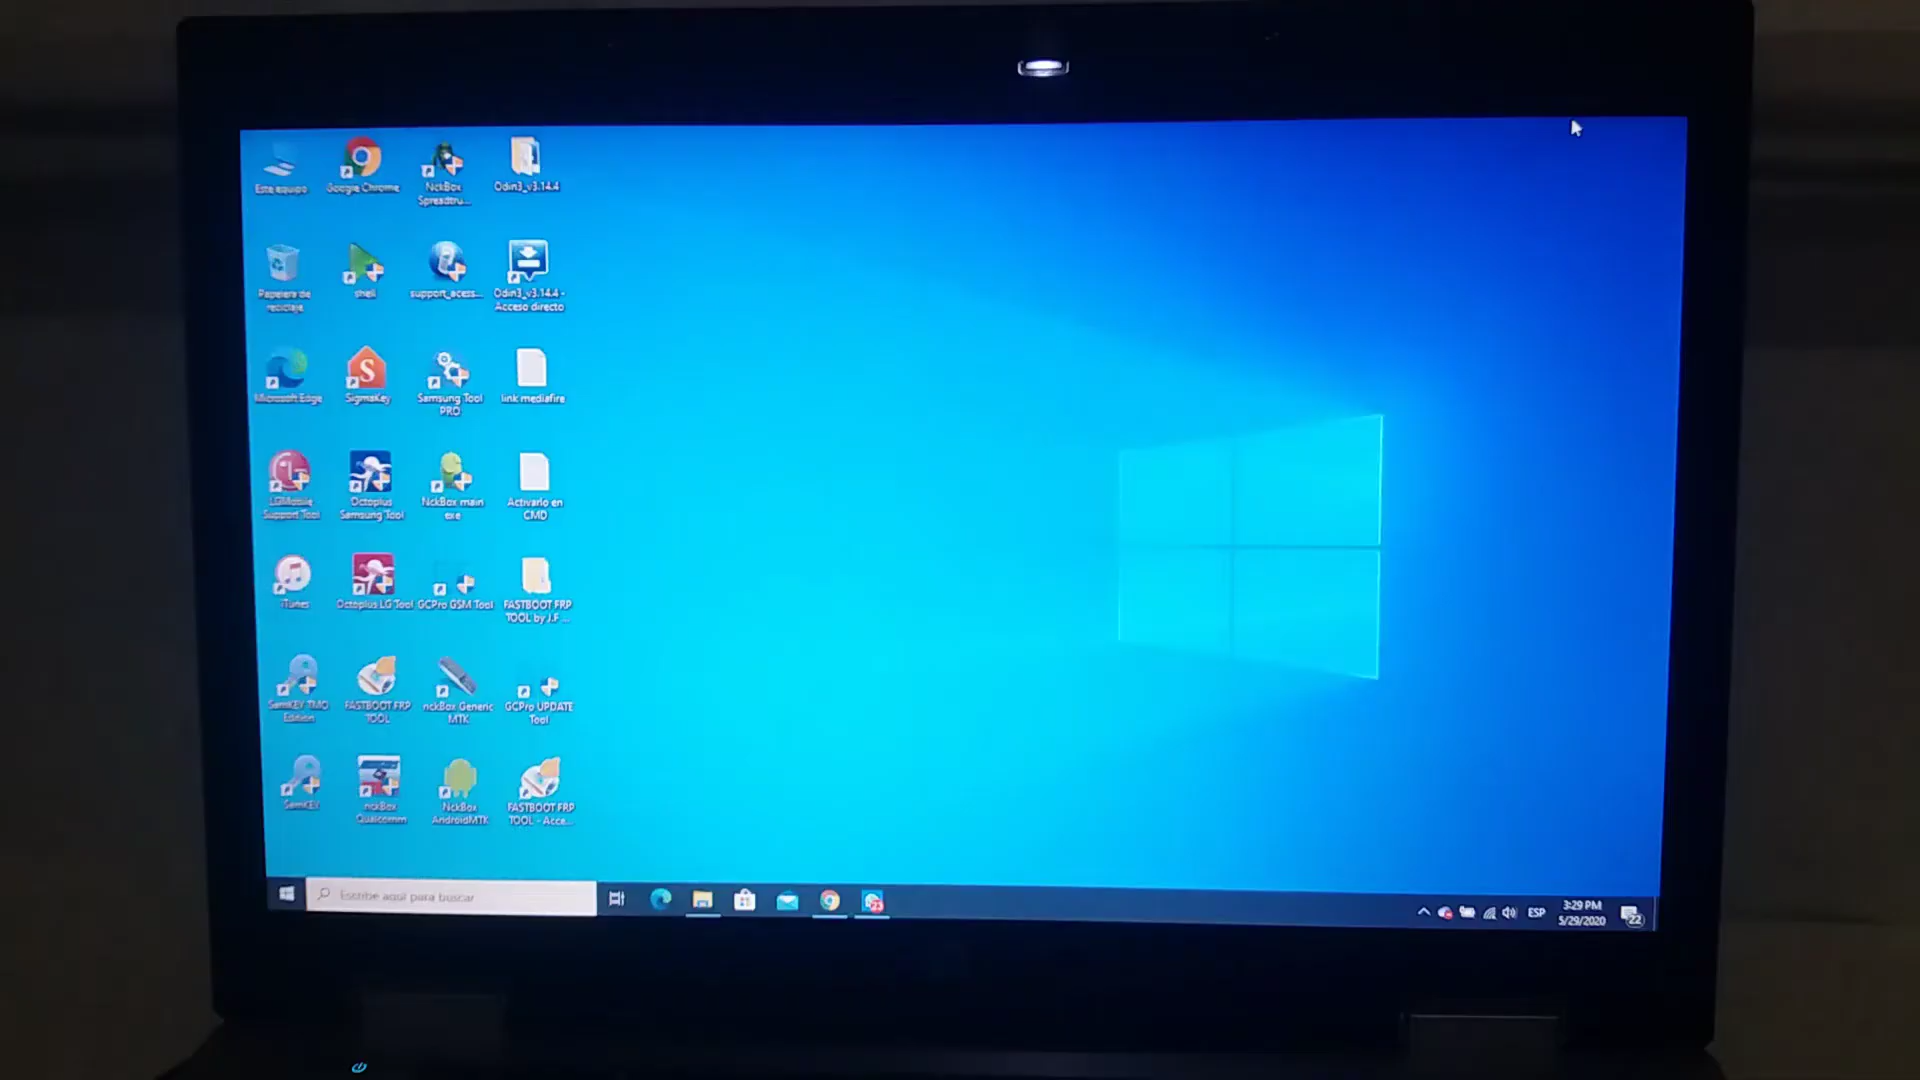 Este equipo
Google Chrome
NckBox
Spreadtru...
Odin3_v3.14.4
Papelera de
reciclaje
shell
support_acess...
Odin3_v3.14.4 -
Acceso directo
Microsoft Edge
SigmaKey
Samsung Tool
PRO
link mediafire
LGMobile
Support Tool
Octoplus
Samsung Tool
NckBox main
exe
Activarlo en
CMD
iTunes
Octoplus LG Tool
GCPro GSM Tool
FASTBOOT FRP
TOOL by J.F ...
SamKEY TMO
Edition
FASTBOOT FRP
TOOL
nckBox Generic
MTK
GCPro UPDATE
Tool
SamKEY
nckBox
Qualcomm
NckBox
AndroidMTK
FASTBOOT FRP
TOOL - Acce...
Escribe aquí para buscar
23
ESP
3:29 PM
5/29/2020
22